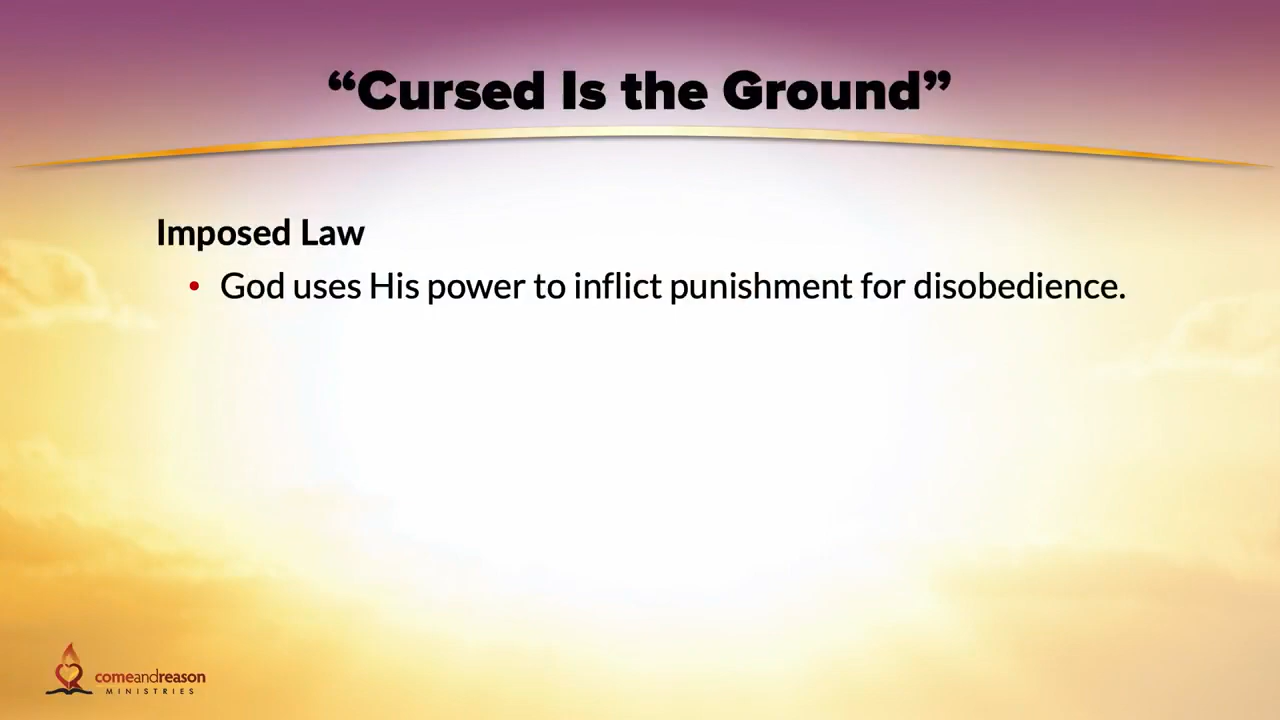 “Cursed Is the Ground”
Imposed Law
• God uses His power to inflict punishment for disobedience.
comeandreason
MINISTRIES